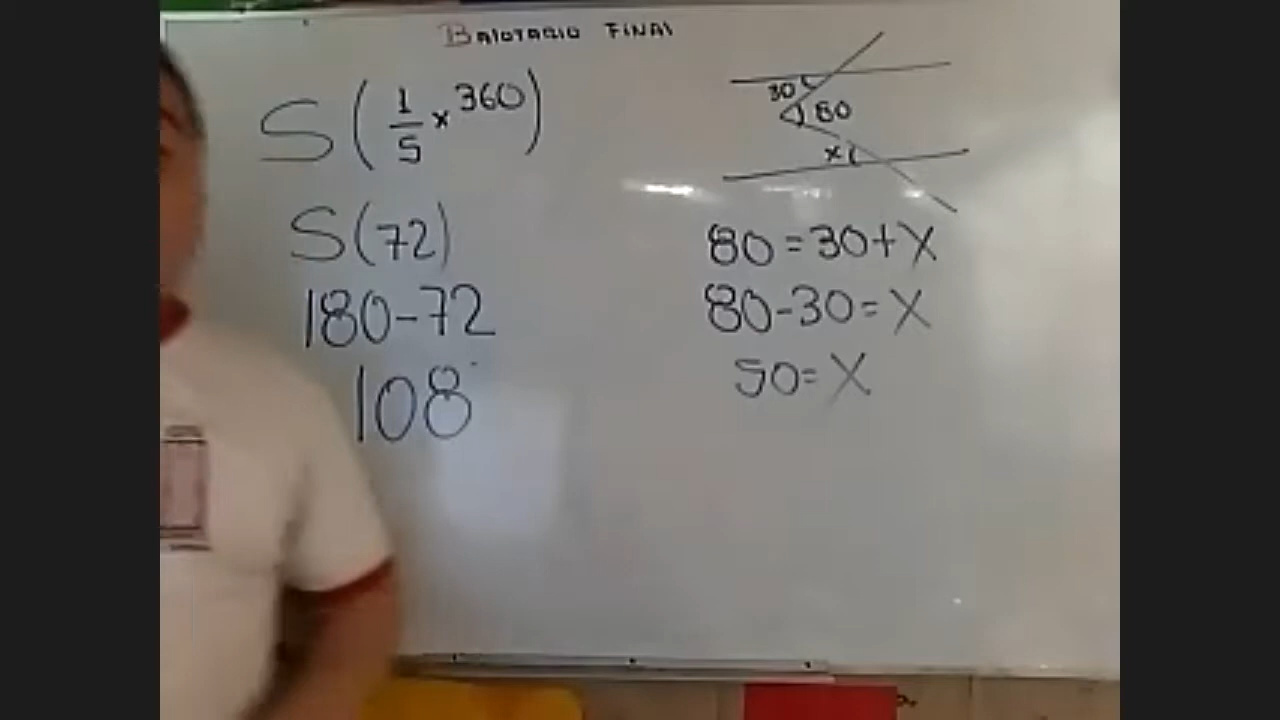 BALOTARIO FINAL
S(1/5 x 360)
S(72)
180-72
108
30
80
x
80=30+X
80-30=X
50=X